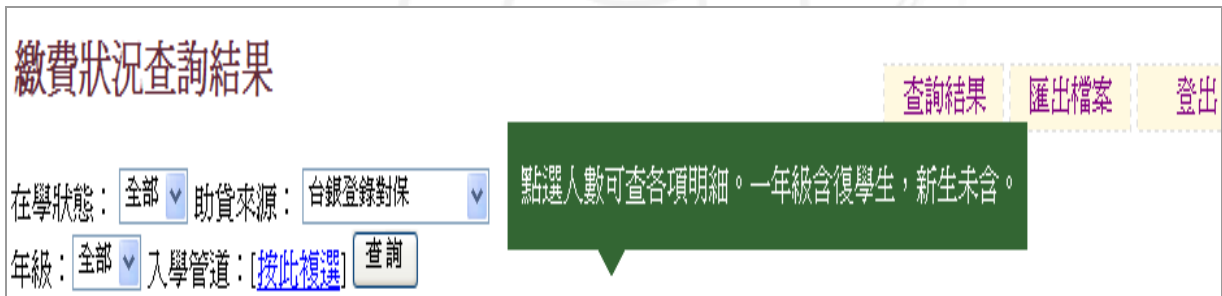 繳費狀況查詢結果
查詢結果 匯出檔案 登出
點選人數可查各項明細。一年級含復學生，新生未含。
在學狀態： 全部 助貸來源： 台銀登錄對保
年級：全部 入學管道：[按此複選] 查詢